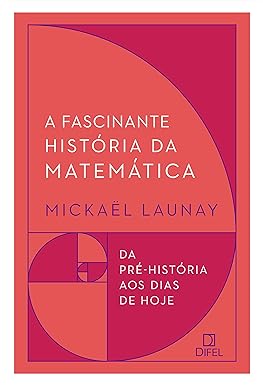 A FASCINANTE
HISTÓRIA DA
MATEMÁTICA
MICKAËL LAUNAY
DA
PRÉ-HISTÓRIA
AOS DIAS
DE HOJE
DIFEL